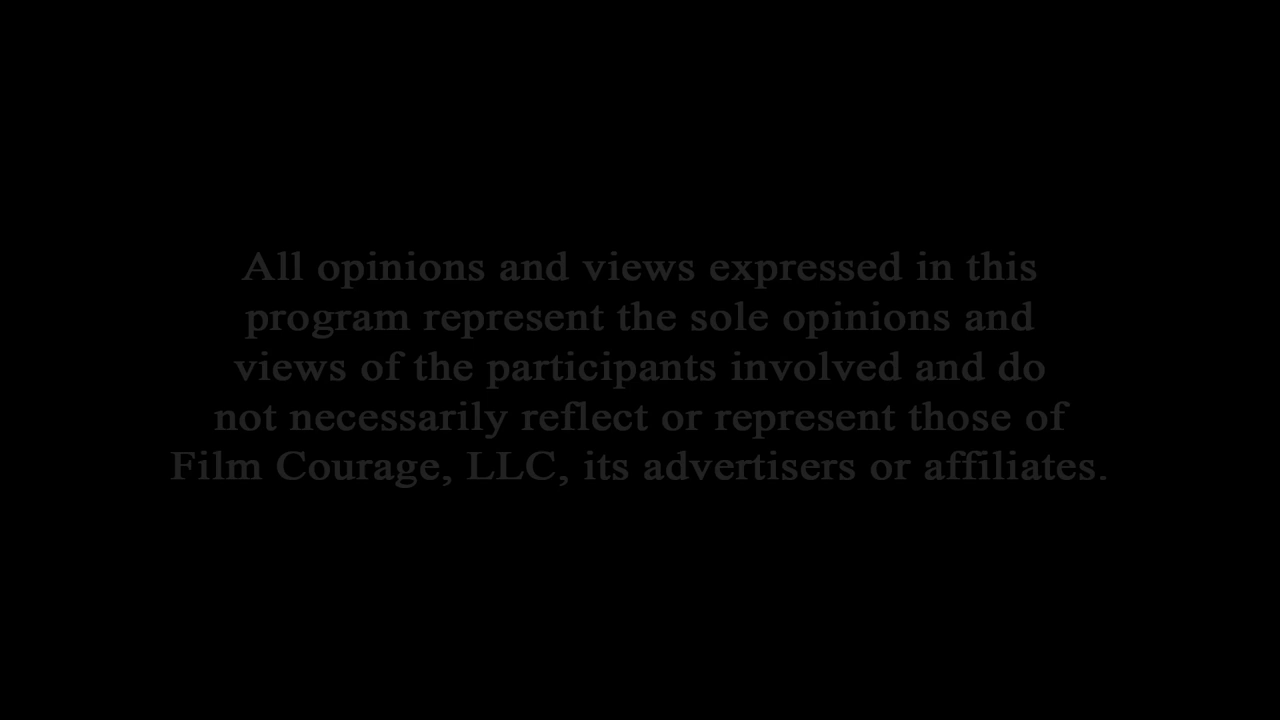 All opinions and views expressed in this
program represent the sole opinions and
views of the participants involved and do
not necessarily reflect or represent those of
Film Courage, LLC, its advertisers or affiliates.